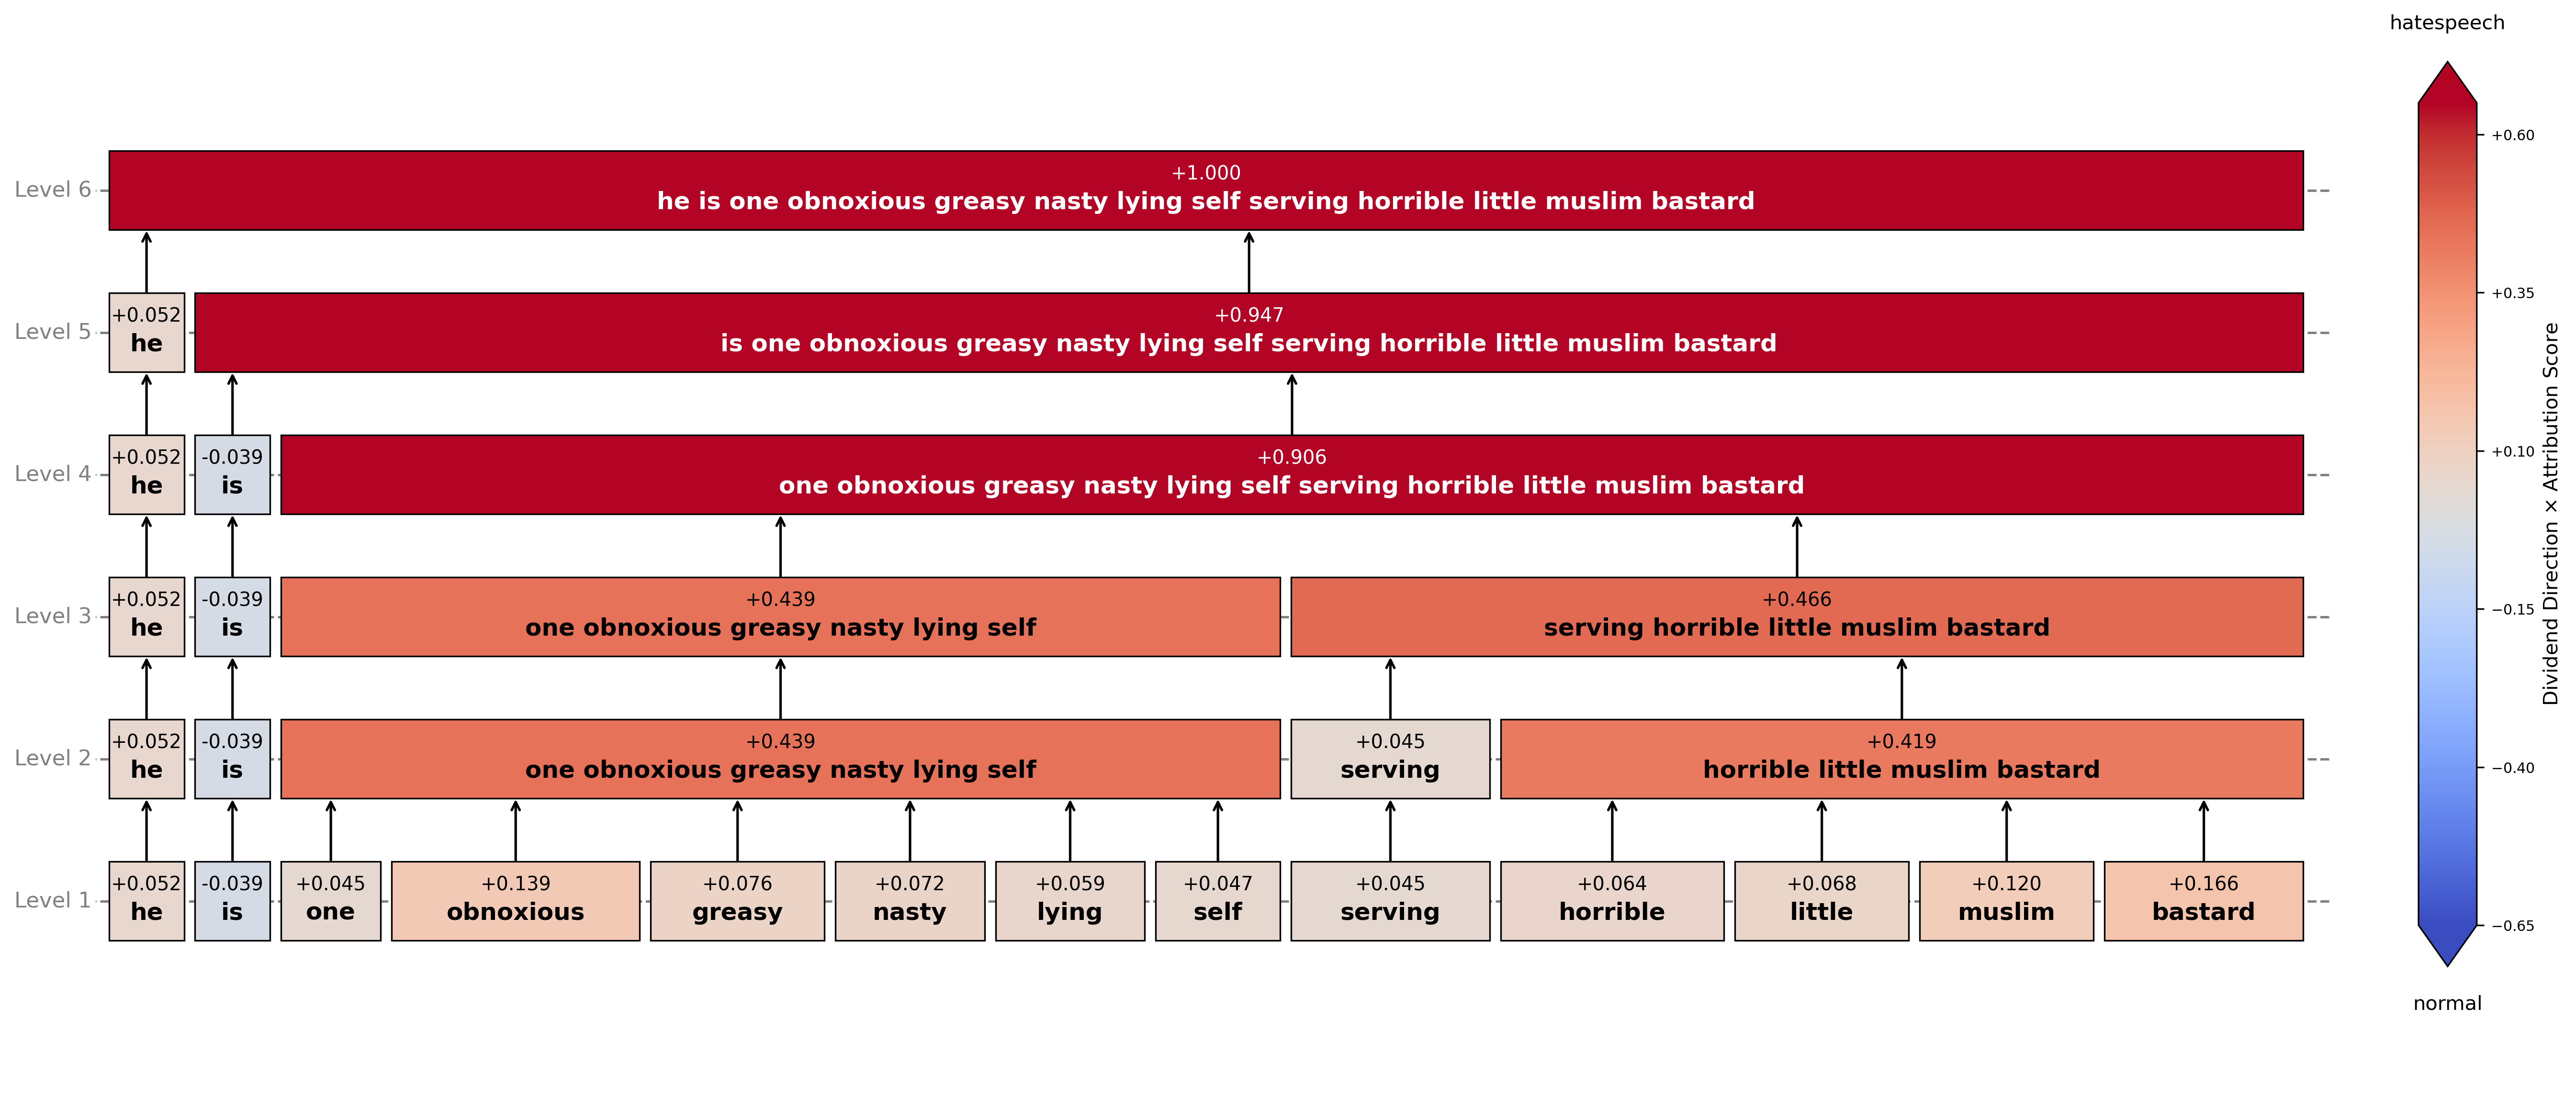 hatespeech
Level 6
+1.000
he is one obnoxious greasy nasty lying self serving horrible little muslim bastard
Level 5
+0.052
he
+0.947
is one obnoxious greasy nasty lying self serving horrible little muslim bastard
Level 4
+0.052
he
-0.039
is
+0.906
one obnoxious greasy nasty lying self serving horrible little muslim bastard
Level 3
+0.052
he
-0.039
is
+0.439
one obnoxious greasy nasty lying self
+0.466
serving horrible little muslim bastard
Level 2
+0.052
he
-0.039
is
+0.439
one obnoxious greasy nasty lying self
+0.045
serving
+0.419
horrible little muslim bastard
Level 1
+0.052
he
-0.039
is
+0.045
one
+0.139
obnoxious
+0.076
greasy
+0.072
nasty
+0.059
lying
+0.047
self
+0.045
serving
+0.064
horrible
+0.068
little
+0.120
muslim
+0.166
bastard
+0.60
+0.35
+0.10
−0.15
−0.40
−0.65
Dividend Direction × Attribution Score
normal